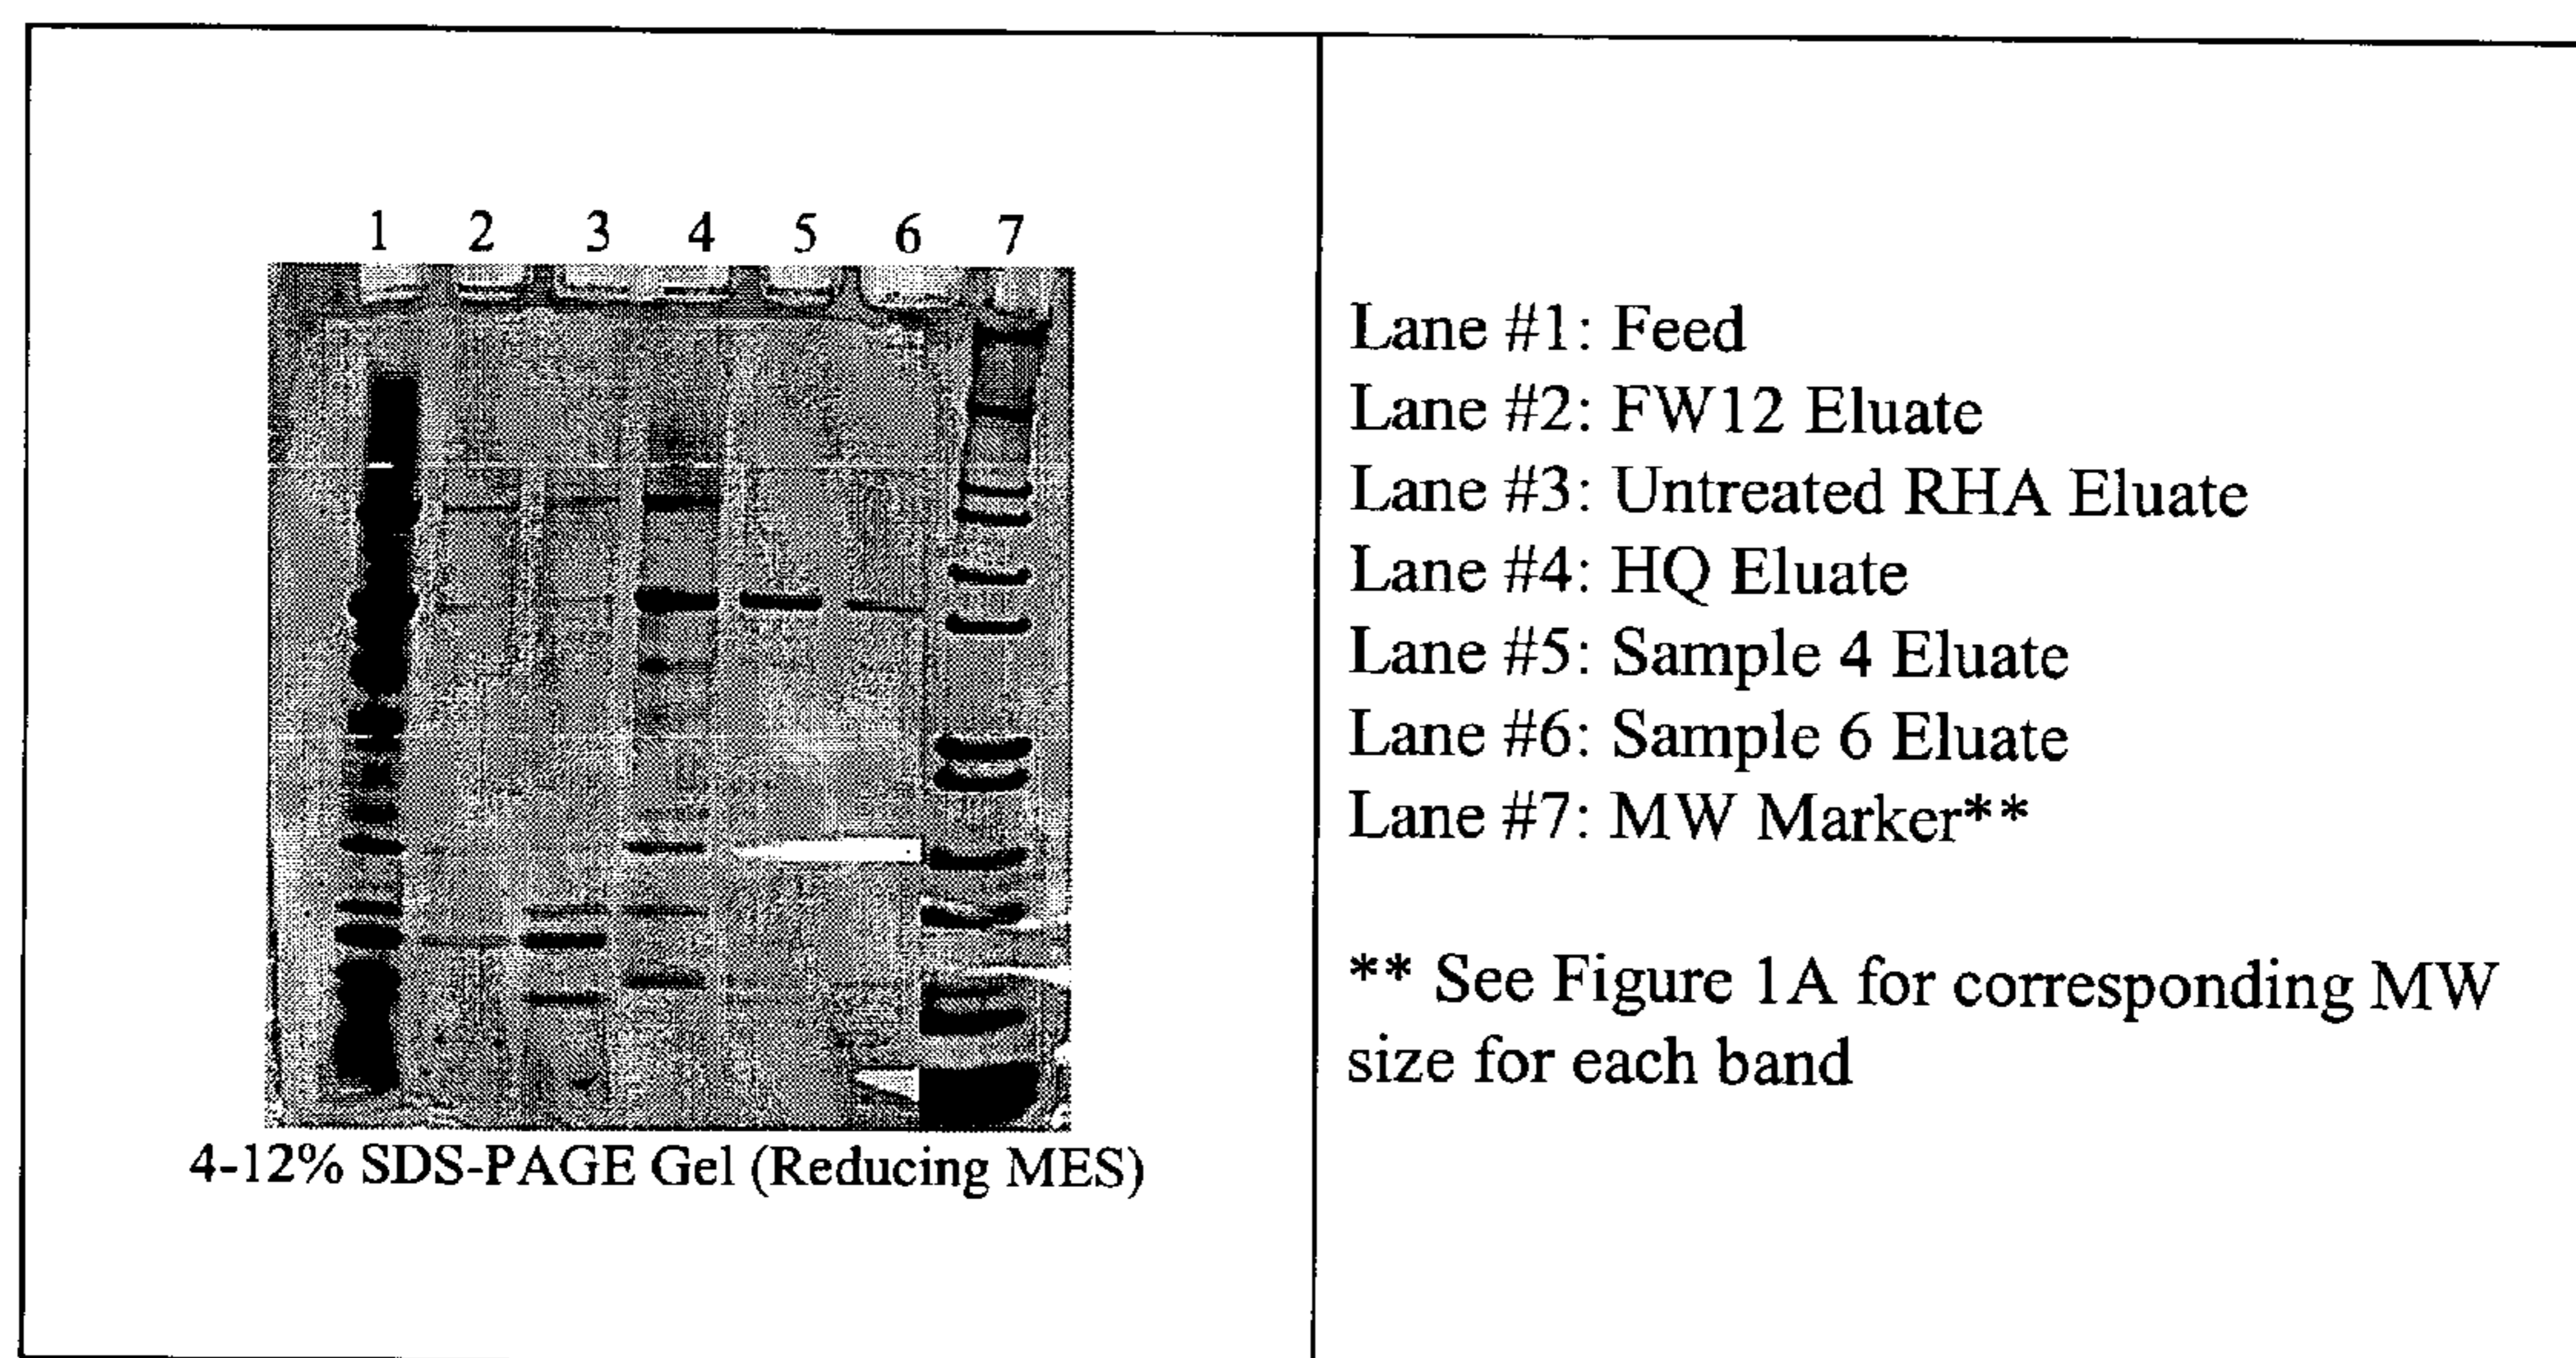 1 2 3 4 5 6 7
4-12% SDS-PAGE Gel (Reducing MES)
Lane #1: Feed
Lane #2: FW12 Eluate
Lane #3: Untreated RHA Eluate
Lane #4: HQ Eluate
Lane #5: Sample 4 Eluate
Lane #6: Sample 6 Eluate
Lane #7: MW Marker**
** See Figure 1A for corresponding MW
size for each band